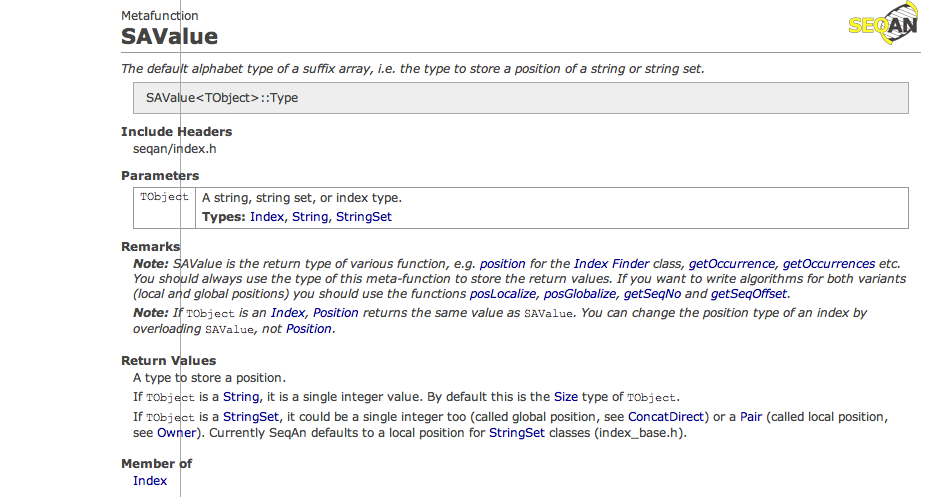 Metafunction
SAValue
SEQAN
The default alphabet type of a suffix array, i.e. the type to store a position of a string or string set.
SAValue<TObject>::Type
Include Headers
seqan/index.h
Parameters
TObject A string, string set, or index type.
Types: Index, String, StringSet
Remarks
Note: SAValue is the return type of various function, e.g. position for the Index Finder class, getOccurrence, getOccurrences etc.
You should always use the type of this meta-function to store the return values. If you want to write algorithms for both variants
(local and global positions) you should use the functions posLocalize, posGlobalize, getSeqNo and getSeqOffset.
Note: If TObject is an Index, Position returns the same value as SAValue. You can change the position type of an index by
overloading SAValue, not Position.
Return Values
A type to store a position.
If TObject is a String, it is a single integer value. By default this is the Size type of TObject.
If TObject is a StringSet, it could be a single integer too (called global position, see ConcatDirect) or a Pair (called local position,
see Owner). Currently SeqAn defaults to a local position for StringSet classes (index_base.h).
Member of
Index